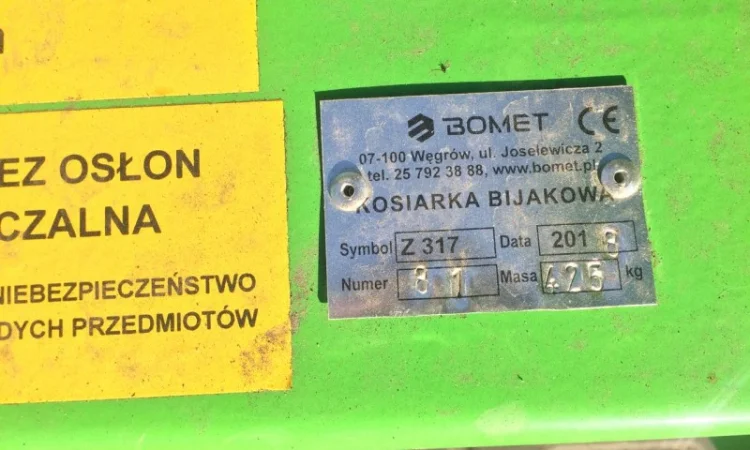 EZ OSŁON
CZALNA
NIEBEZPIECZEŃSTWO
DYCH PRZEDMIOTÓW
BOMET CE
07-100 Węgrów, ul. Joselewicza 2
tel. 25 792 38 88, www.bomet.pl
KOSIARKA BIJAKOWA
Symbol Z 317 Data 2018
Numer 81 Masa 425 kg